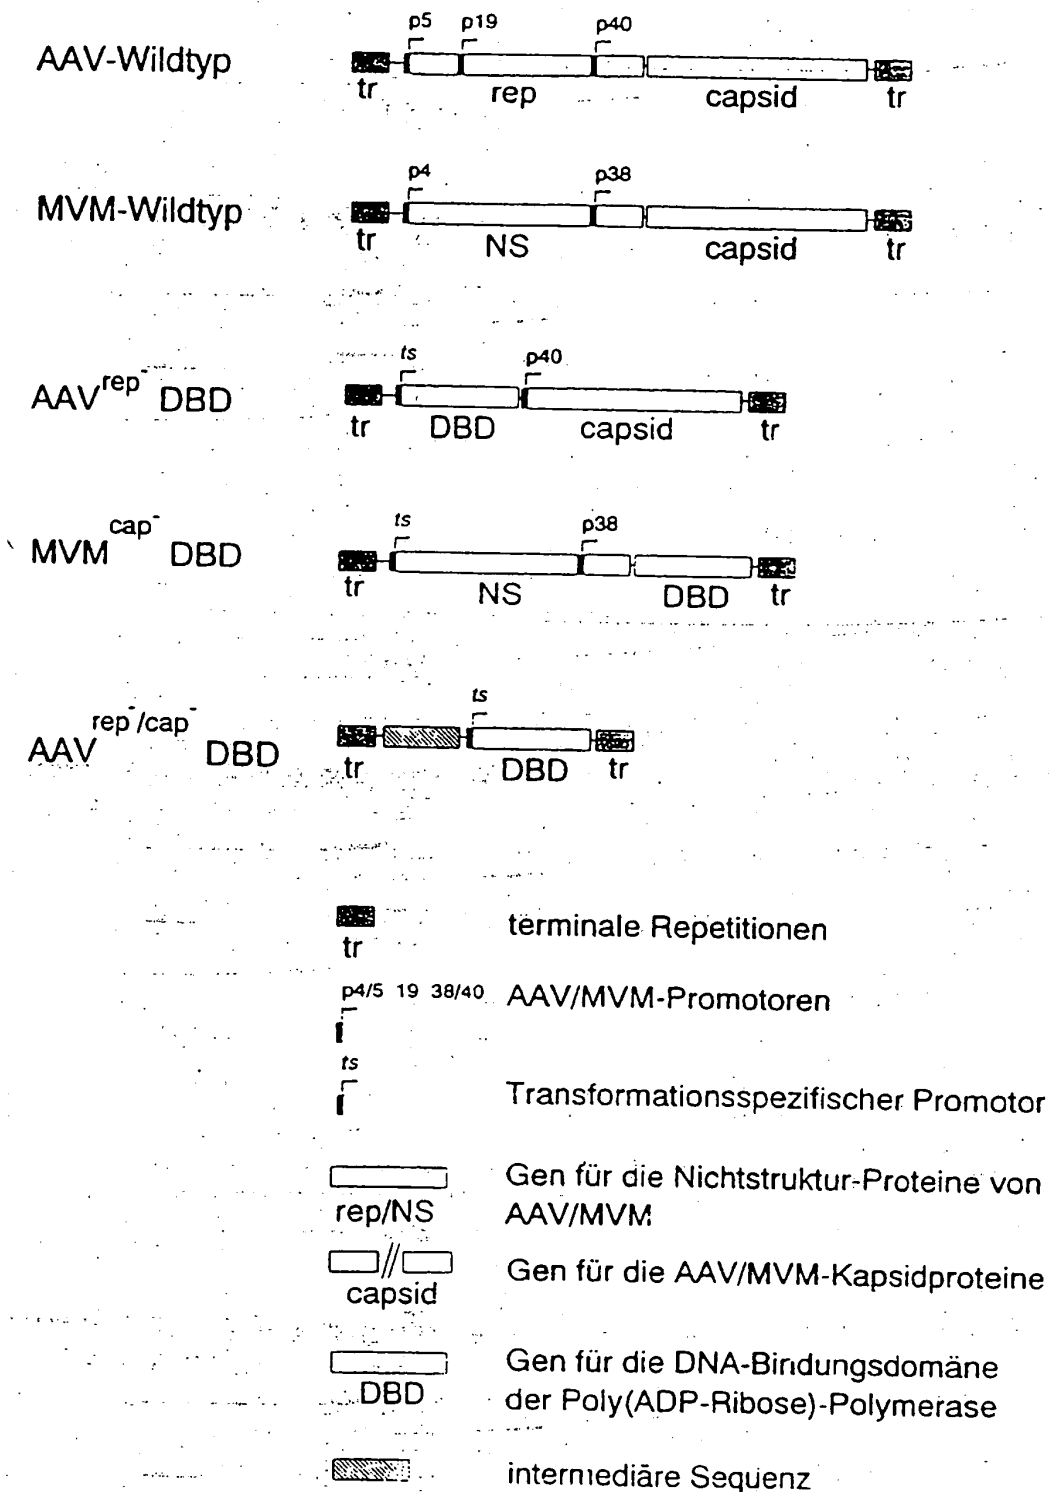 p5 p19 p40
AAV-Wildtyp
tr rep capsid tr
p4 p38
MVM-Wildtyp
tr NS capsid tr
ts p40
AAV rep- DBD
tr DBD capsid tr
ts p38
MVM cap- DBD
tr NS DBD tr
ts
AAV rep-/cap- DBD
tr DBD tr
terminale Repetitionen
tr
p4/5 19 38/40 AAV/MVM-Promotoren
ts
Transformationsspezifischer Promotor
Gen für die Nichtstruktur-Proteine von
rep/NS AAV/MVM
Gen für die AAV/MVM-Kapsidproteine
capsid
Gen für die DNA-Bindungsdomäne
DBD der Poly(ADP-Ribose)-Polymerase
intermediäre Sequenz